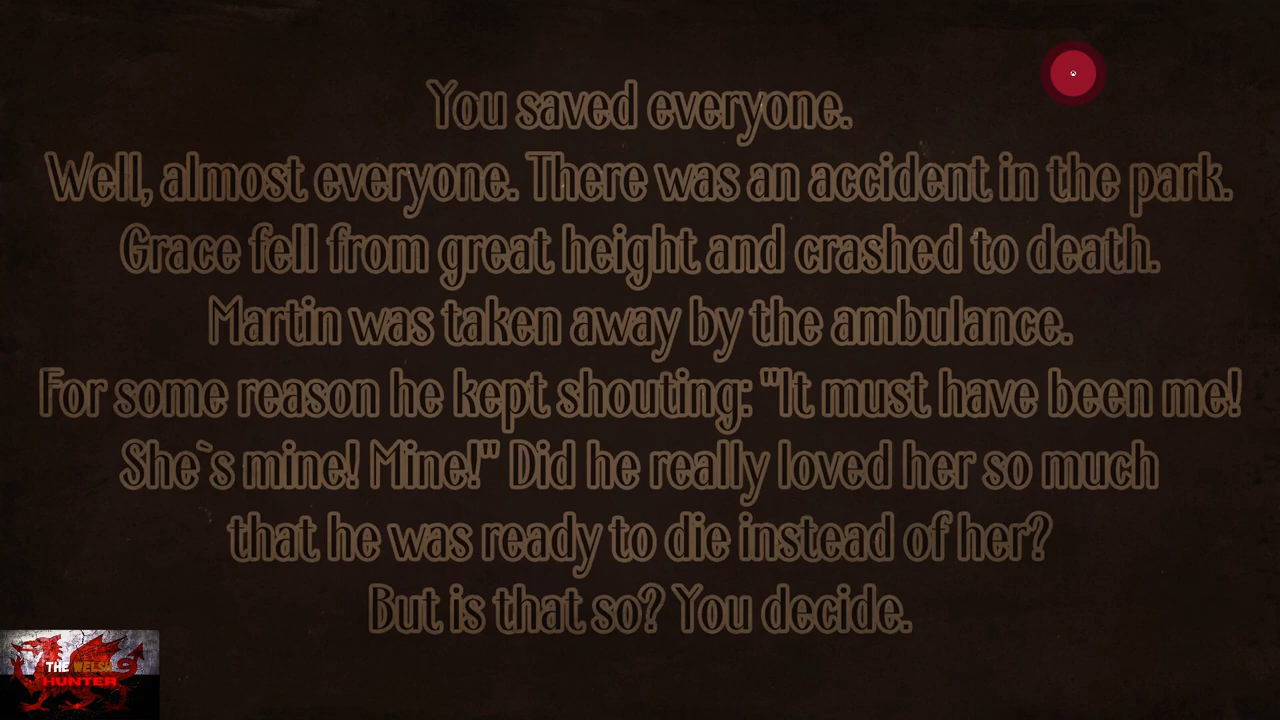 You saved everyone.
Well, almost everyone. There was an accident in the park.
Grace fell from great height and crashed to death.
Martin was taken away by the ambulance.
For some reason he kept shouting: "It must have been me!
She`s mine! Mine!" Did he really loved her so much
that he was ready to die instead of her?
But is that so? You decide.
THE WELSH
HUNTER